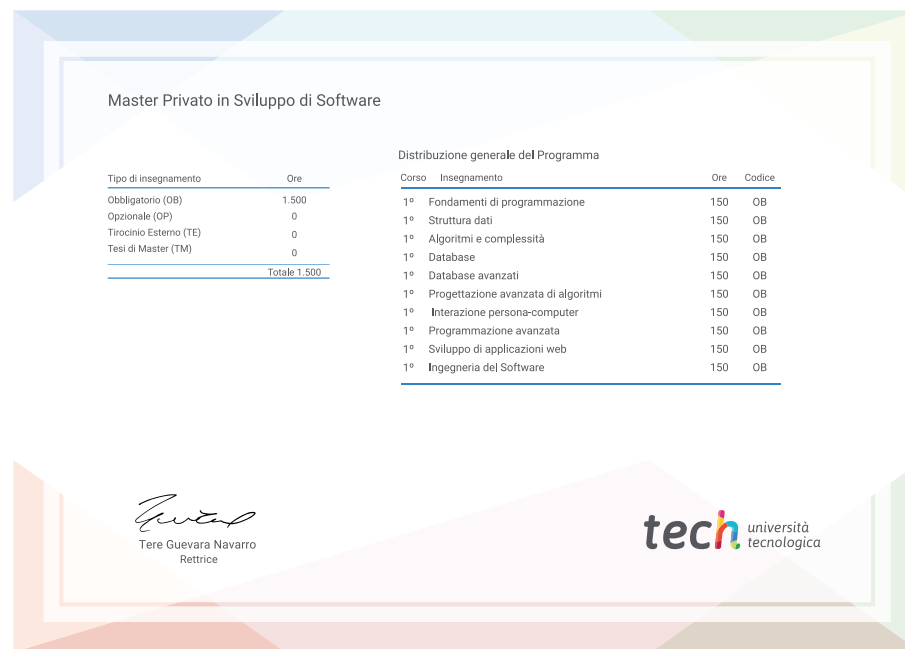 Master Privato in Sviluppo di Software
Tipo di insegnamento Ore
Obbligatorio (OB) 1.500
Opzionale (OP) 0
Tirocinio Esterno (TE) 0
Tesi di Master (TM) 0
Totale 1.500
Distribuzione generale del Programma
Corso Insegnamento Ore Codice
1º Fondamenti di programmazione 150 OB
1º Struttura dati 150 OB
1º Algoritmi e complessità 150 OB
1º Database 150 OB
1º Database avanzati 150 OB
1º Progettazione avanzata di algoritmi 150 OB
1º Interazione persona-computer 150 OB
1º Programmazione avanzata 150 OB
1º Sviluppo di applicazioni web 150 OB
1º Ingegneria del Software 150 OB
Tere Guevara Navarro
Rettrice
tech università
tecnologica